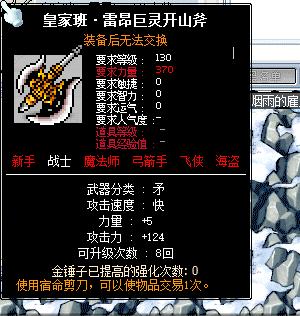 皇家班·雷昂巨灵开山斧
装备后无法交换
要求等级： 130
要求力量： 370
要求敏捷： 0
要求智力： 0
要求运气： 0
要求人气度： -
道具等级： -
道具经验值： -
新手 战士 魔法师 弓箭手 飞侠 海盗
武器分类 : 矛
攻击速度 : 快
力量 : +5
攻击力 : +124
可升级次数 : 8回
金锤子已提高的强化次数: 0
使用宿命剪刀，可以使物品交易1次。
烟雨的雇